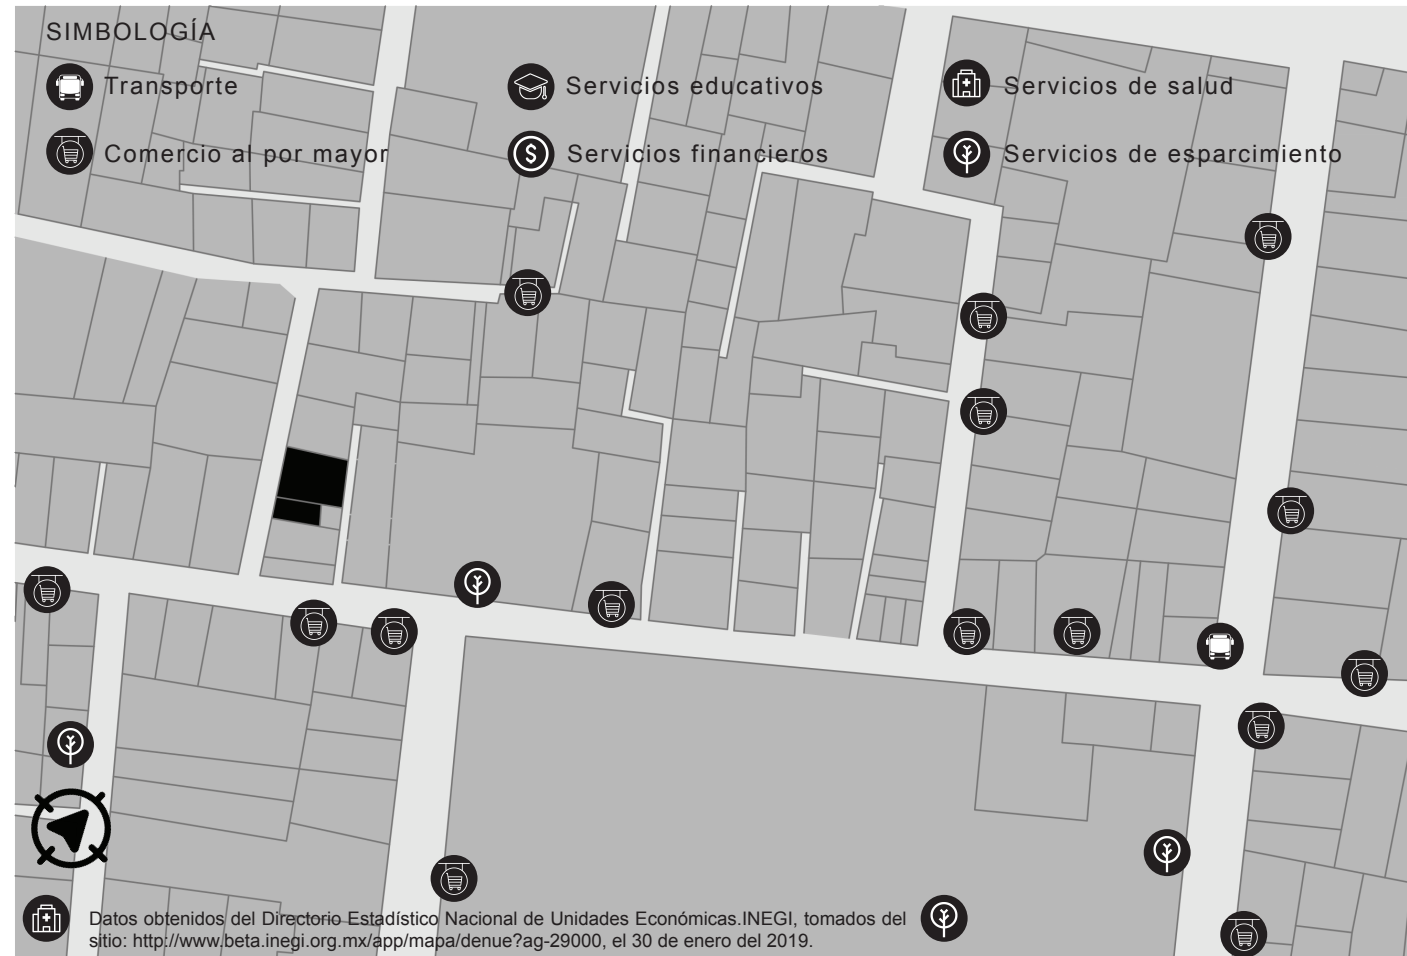 SIMBOLOGÍA
Transporte
Servicios educativos
Servicios de salud
Comercio al por mayor
Servicios financieros
Servicios de esparcimiento
Datos obtenidos del Directorio Estadístico Nacional de Unidades Económicas.INEGI, tomados del
sitio: http://www.beta.inegi.org.mx/app/mapa/denue?ag-29000, el 30 de enero del 2019.